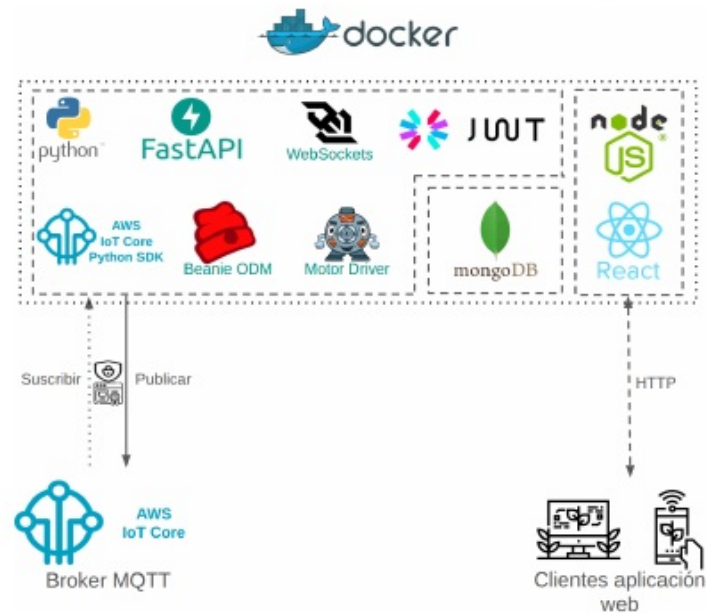 docker
python™
FastAPI
WebSockets
JWT
node
JS®
AWS
IoT Core
Python SDK
Beanie ODM
Motor Driver
mongoDB
React
Suscribir
Publicar
HTTP
AWS
IoT Core
Broker MQTT
Clientes aplicación
web